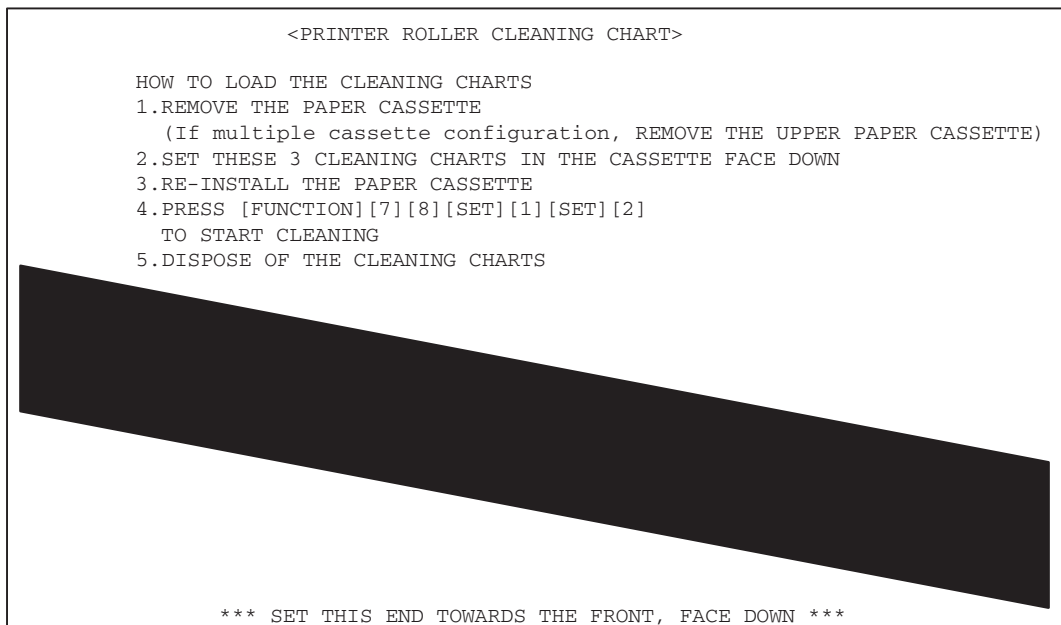 <PRINTER ROLLER CLEANING CHART>
HOW TO LOAD THE CLEANING CHARTS
1.REMOVE THE PAPER CASSETTE
(If multiple cassette configuration, REMOVE THE UPPER PAPER CASSETTE)
2.SET THESE 3 CLEANING CHARTS IN THE CASSETTE FACE DOWN
3.RE-INSTALL THE PAPER CASSETTE
4.PRESS [FUNCTION][7][8][SET][1][SET][2]
TO START CLEANING
5.DISPOSE OF THE CLEANING CHARTS
*** SET THIS END TOWARDS THE FRONT, FACE DOWN ***